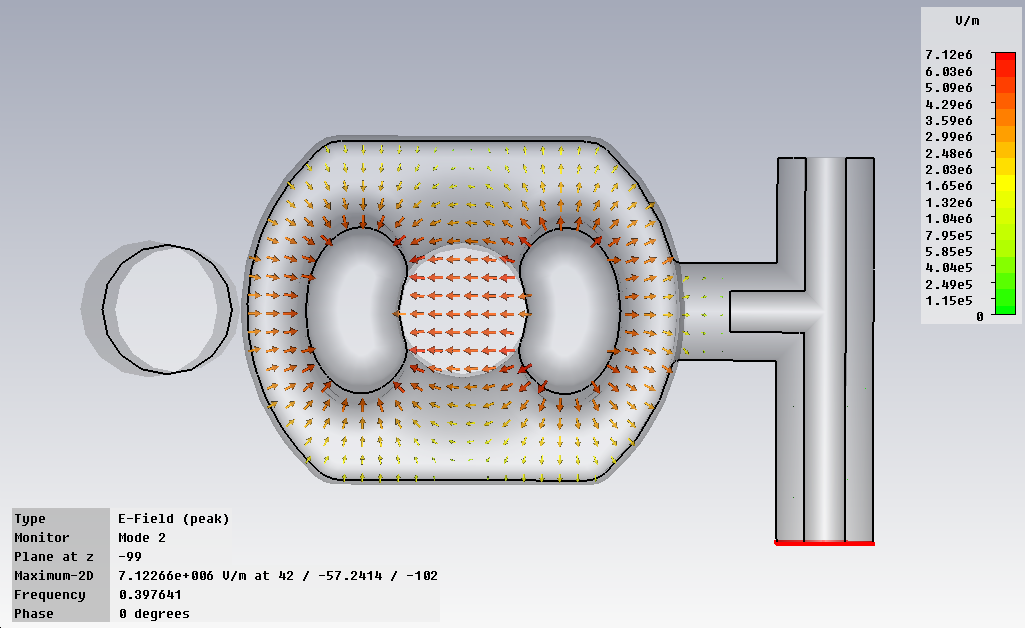 V/m
7.12e6
6.03e6
5.09e6
4.29e6
3.59e6
2.99e6
2.48e6
2.03e6
1.65e6
1.32e6
1.04e6
7.95e5
5.85e5
4.04e5
2.51e5
1.15e5
0
Type E-Field (peak)
Monitor Mode 2
Plane at z -99
Maximum-2D 7.12266e+006 V/m at 42 / -57.2414 / -102
Frequency 0.397641
Phase 0 degrees